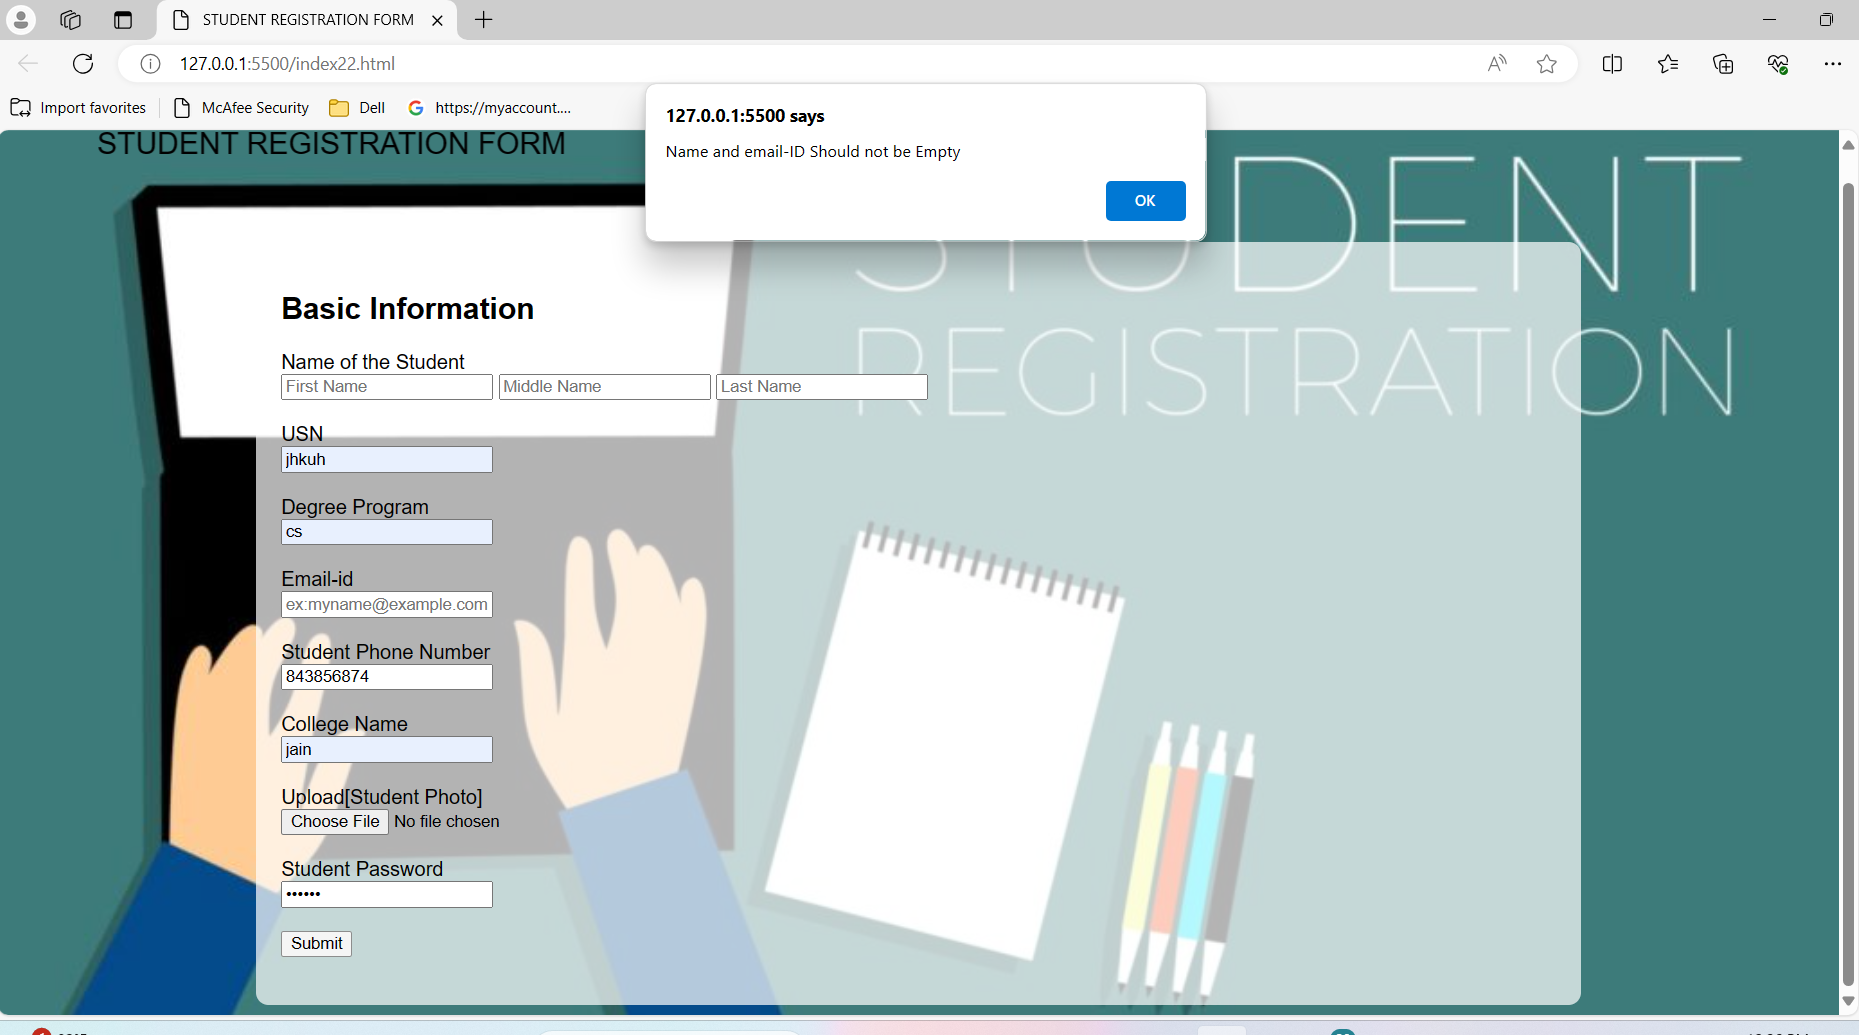 STUDENT REGISTRATION FORM
127.0.0.1:5500/index22.html
Import favorites
McAfee Security
Dell
https://myaccount....
127.0.0.1:5500 says
Name and email-ID Should not be Empty
OK
STUDENT REGISTRATION FORM
STUDENT
REGISTRATION
Basic Information
Name of the Student
First Name
Middle Name
Last Name
USN
jhkuh
Degree Program
cs
Email-id
ex:myname@example.com
Student Phone Number
843856874
College Name
jain
Upload[Student Photo]
Choose File No file chosen
Student Password
••••••
Submit